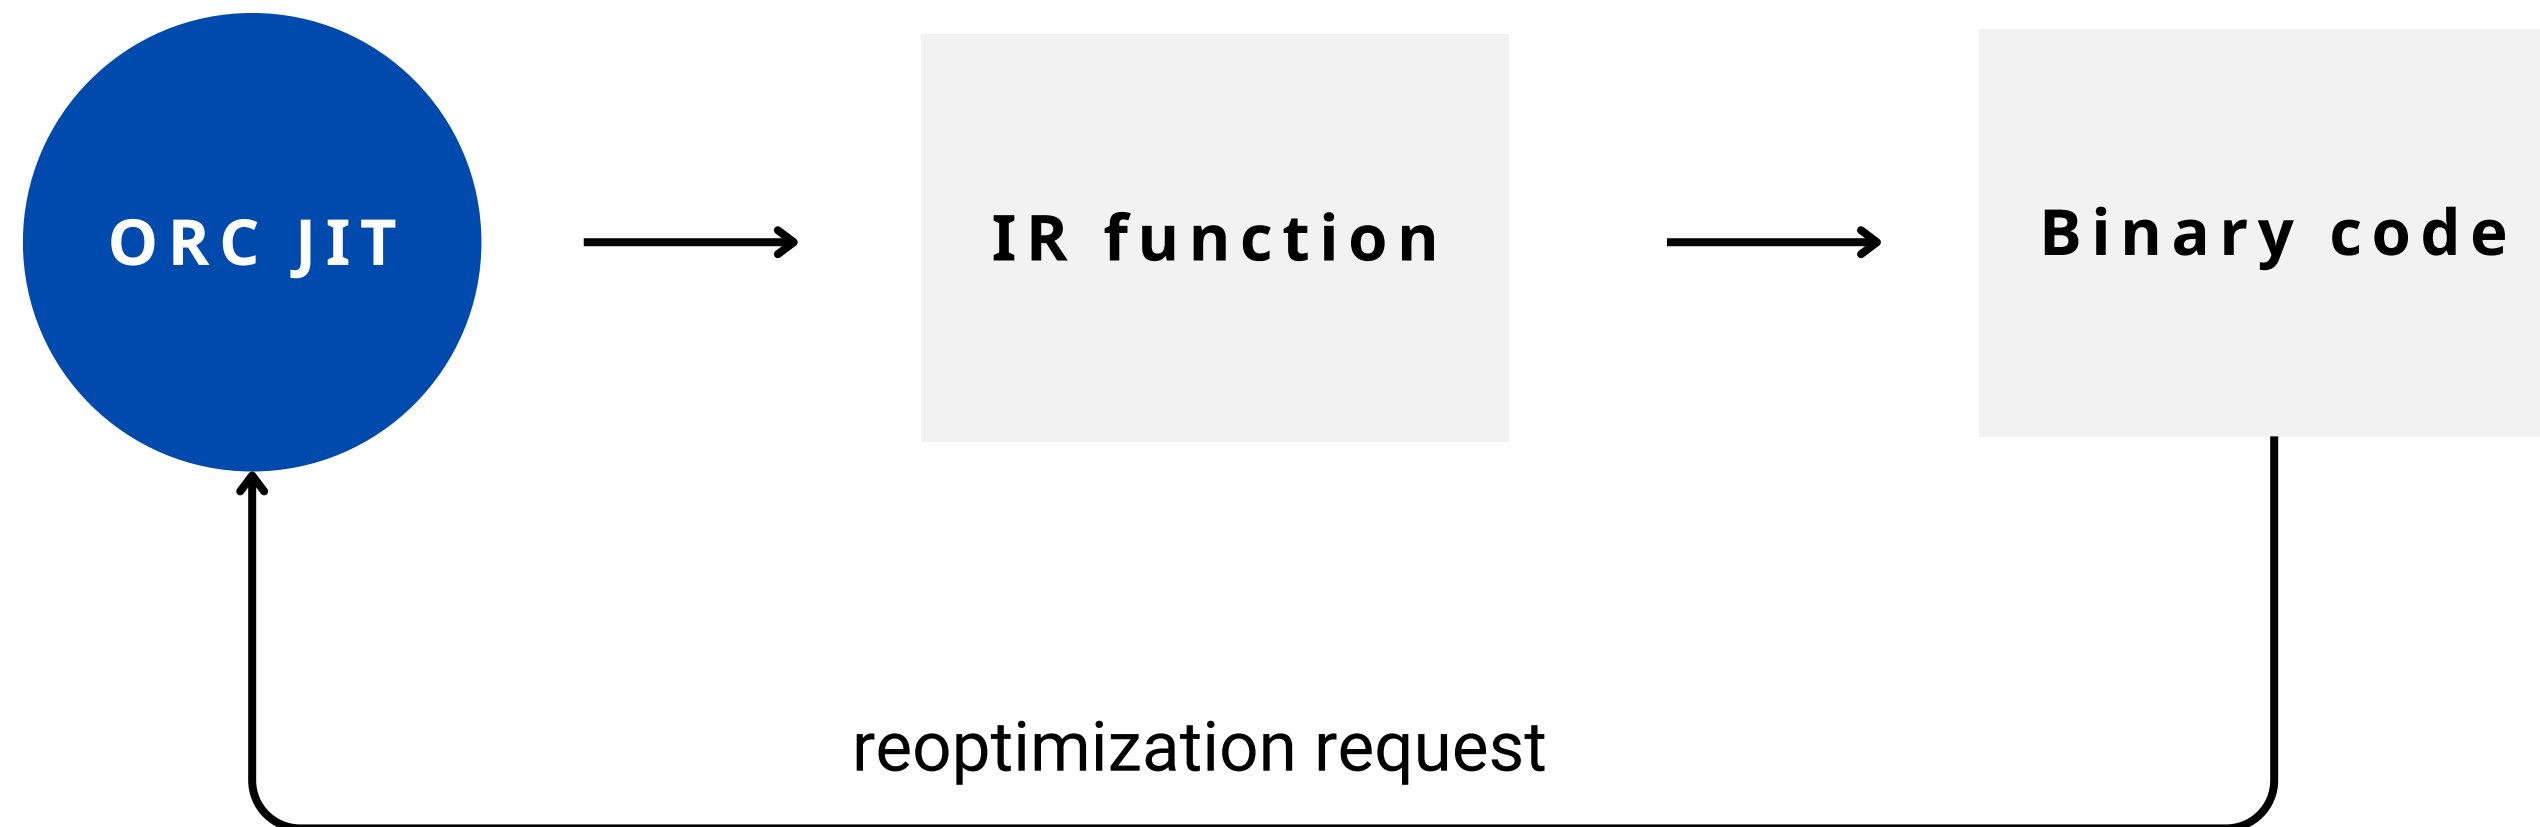 ORC JIT
IR function
Binary code
reoptimization request